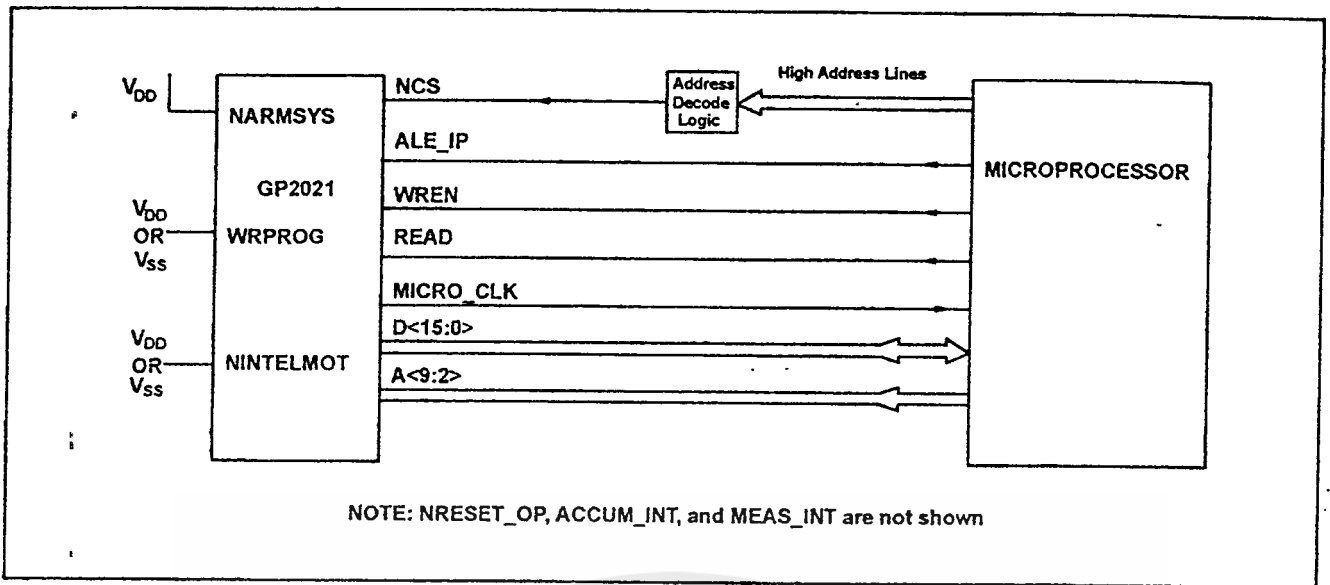 V_DD
NARMSYS
GP2021
V_DD
OR
V_SS
WRPROG
V_DD
OR
V_SS
NINTELMOT
NCS
ALE_IP
WREN
READ
MICRO_CLK
D<15:0>
A<9:2>
Address
Decode
Logic
High Address Lines
MICROPROCESSOR
NOTE: NRESET_OP, ACCUM_INT, and MEAS_INT are not shown